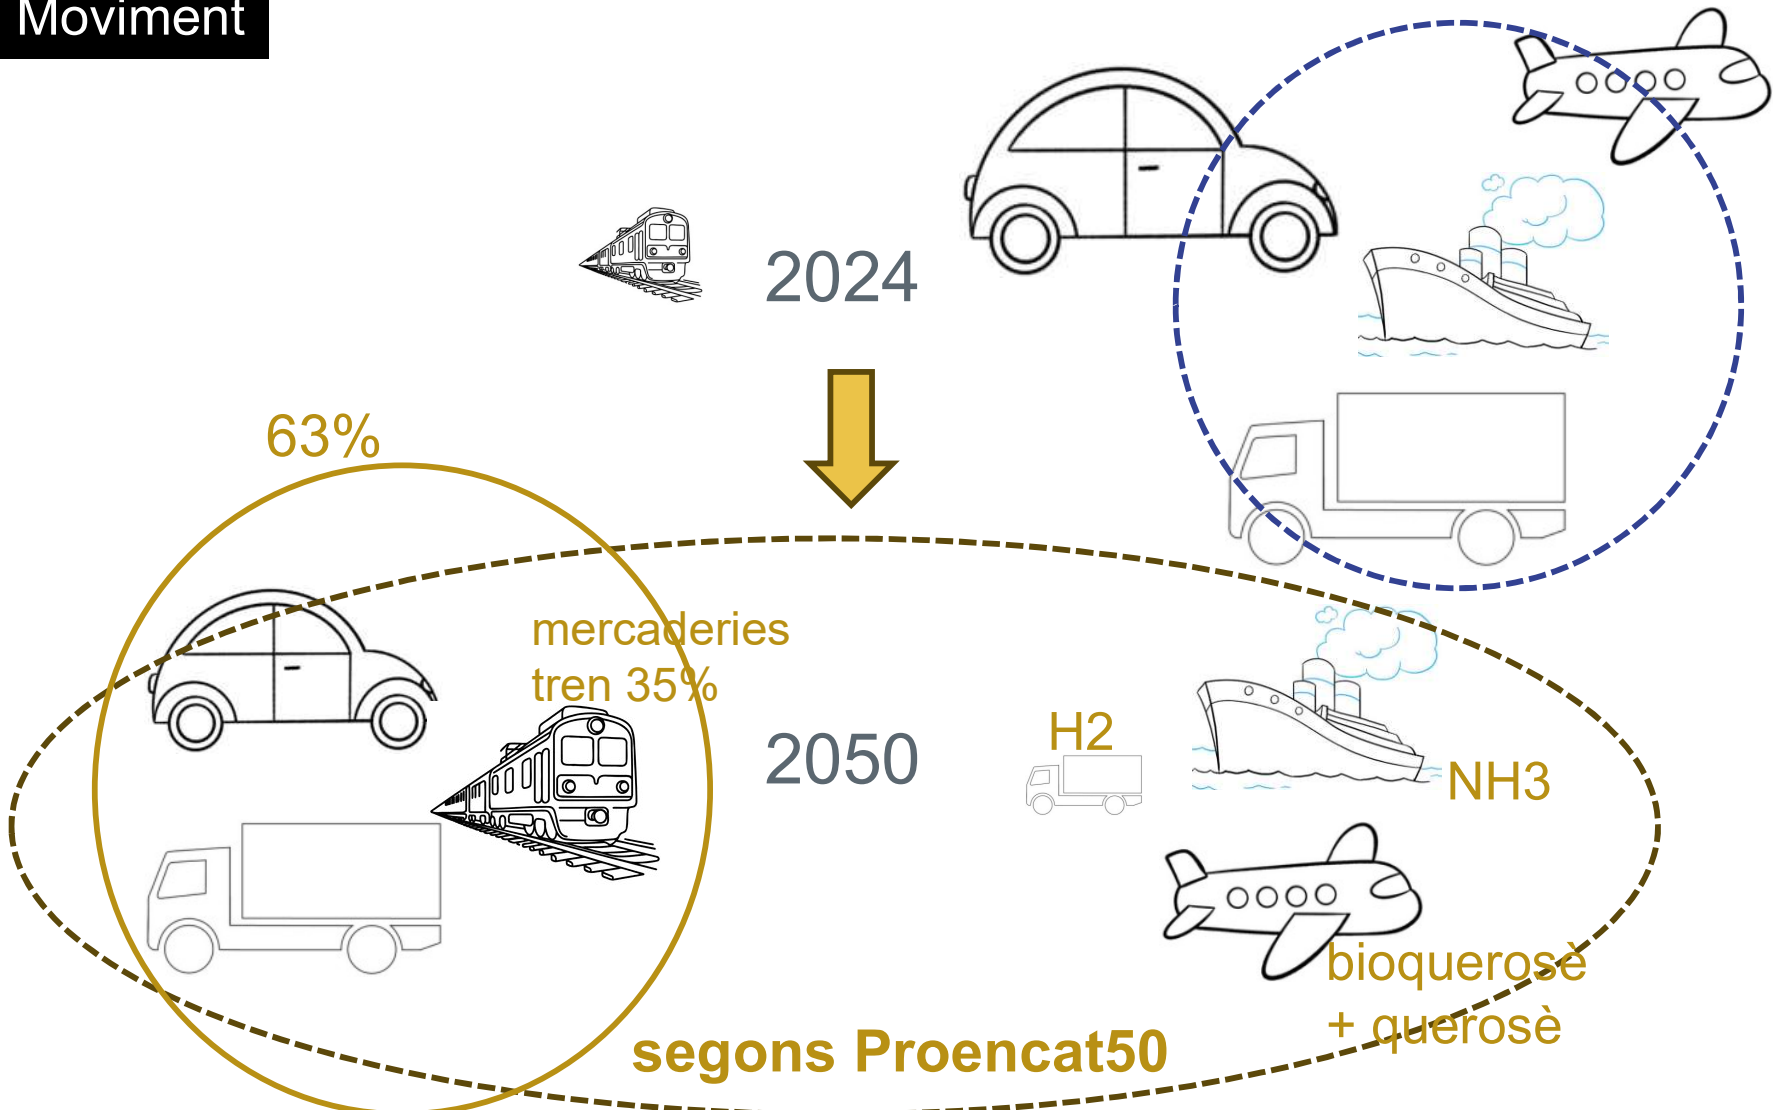 Moviment
2024
63%
mercaderies
tren 35%
2050
H2
NH3
bioquerosè
+ querosè
segons Proencat50